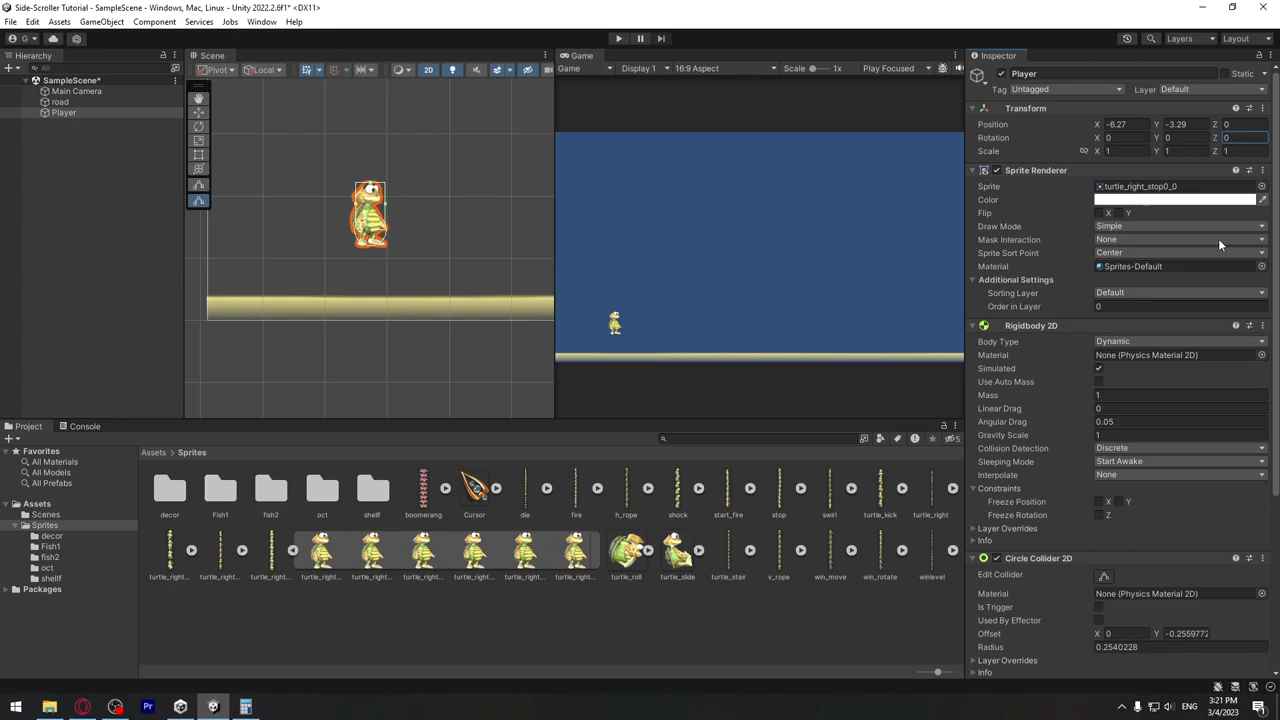 Side-Scroller Tutorial - SampleScene - Windows, Mac, Linux - Unity 2022.2.6f1* <DX11>
File Edit Assets GameObject Component Services Jobs Window Help
G
Layers Layout
Hierarchy
All
SampleScene*
Main Camera
road
Player
Scene
Pivot Local 2D
Game
Game Display 1 16:9 Aspect Scale 1x Play Focused
Inspector
Player Static
Tag Untagged Layer Default
Transform
Position X -6.27 Y -3.29 Z 0
Rotation X 0 Y 0 Z 0
Scale X 1 Y 1 Z 1
Sprite Renderer
Sprite turtle_right_stop0_0
Color
Flip X Y
Draw Mode Simple
Mask Interaction None
Sprite Sort Point Center
Material Sprites-Default
Additional Settings
Sorting Layer Default
Order in Layer 0
Rigidbody 2D
Body Type Dynamic
Material None (Physics Material 2D)
Simulated
Use Auto Mass
Mass 1
Linear Drag 0
Angular Drag 0.05
Gravity Scale 1
Collision Detection Discrete
Sleeping Mode Start Awake
Interpolate None
Constraints
Freeze Position X Y
Freeze Rotation Z
Layer Overrides
Info
Circle Collider 2D
Edit Collider
Material None (Physics Material 2D)
Is Trigger
Used By Effector
Offset X 0 Y -0.2559772
Radius 0.2540228
Layer Overrides
Info
Project Console
5
Favorites
All Materials
All Models
All Prefabs
Assets
Scenes
Sprites
decor
Fish1
fish2
oct
shellf
Packages
Assets > Sprites
decor Fish1 fish2 oct shellf boomerang Cursor die fire h_rope shock start_fire stop swirl turtle_kick turtle_right
turtle_right... turtle_right... turtle_right... turtle_right... turtle_right... turtle_right... turtle_right... turtle_right... turtle_right... turtle_roll turtle_slide turtle_stair v_rope win_move win_rotate winlevel
Pr
ENG
3:21 PM
3/4/2023
1